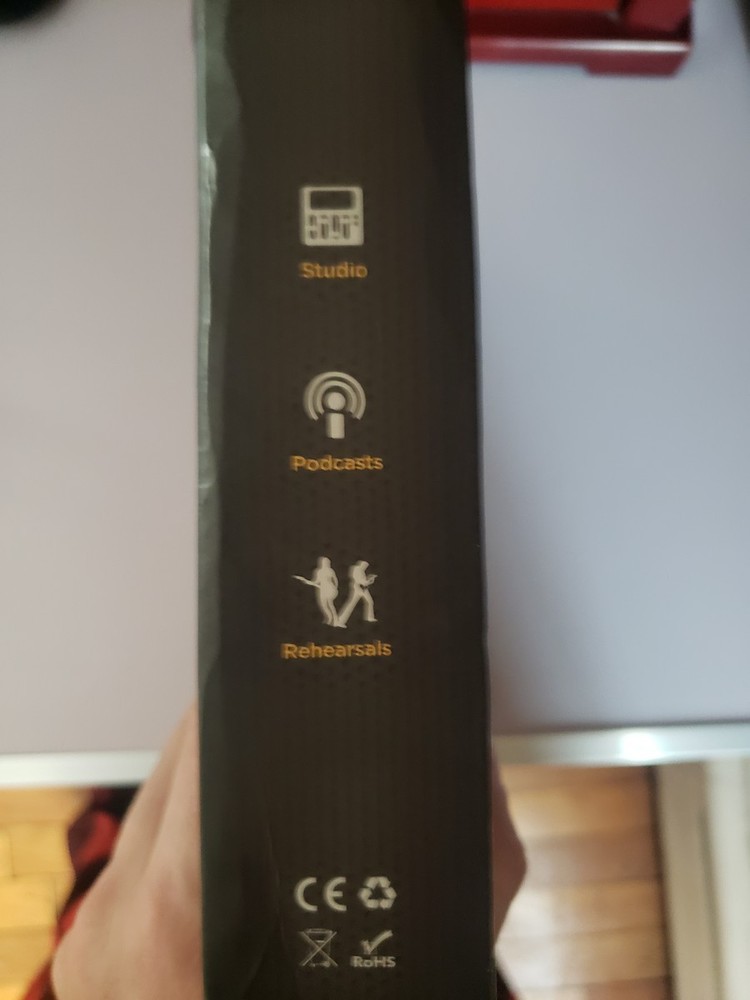 Studio
Podcasts
Rehearsals
CE
RoHS